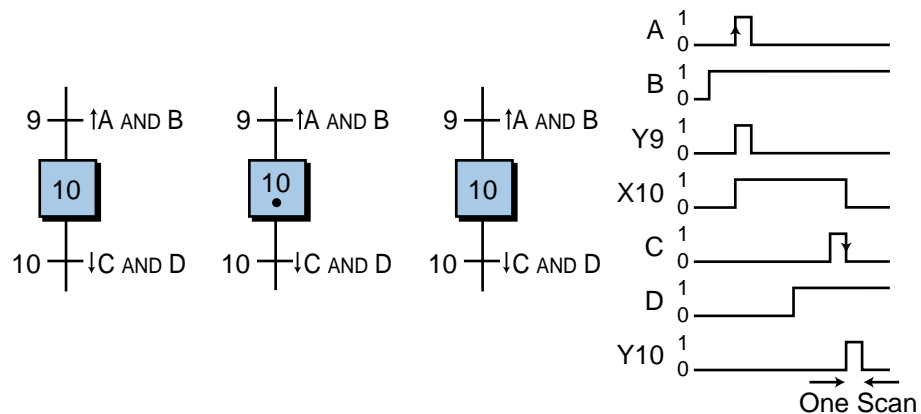 9 ↑A AND B
10
10 ↓C AND D
9 ↑A AND B
10
10 ↓C AND D
9 ↑A AND B
10
10 ↓C AND D
A 1
0
B 1
0
Y9 1
0
X10 1
0
C 1
0
D 1
0
Y10 1
0
One Scan